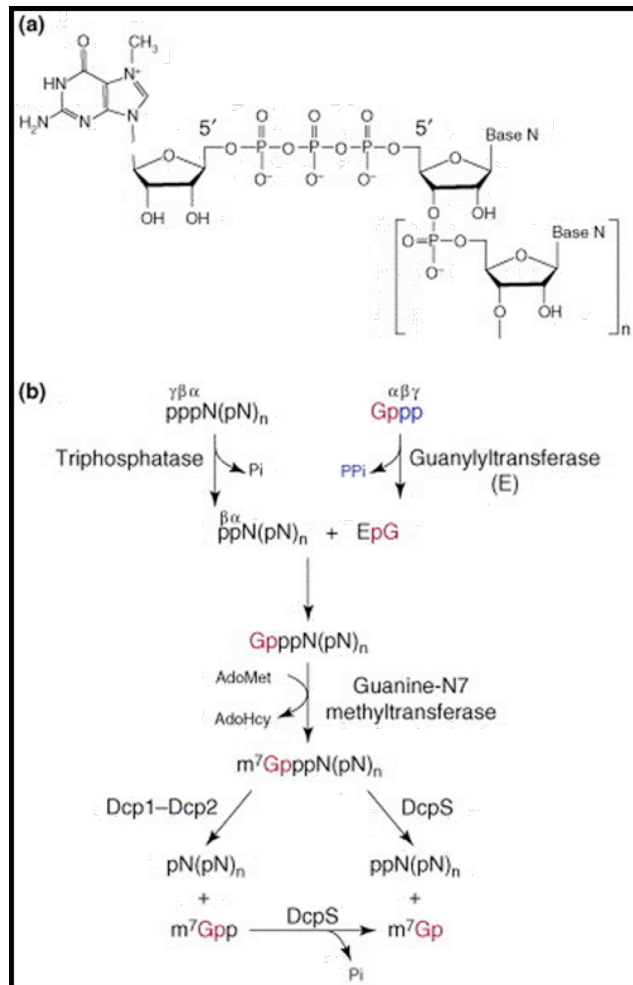 (a)
O
CH₃
N⁺
HN
H₂N
N
N
5′
O
O
O
O
P
O
P
O
P
O
5′
Base N
O
O⁻
O⁻
O⁻
O
OH
OH
O
OH
O=P
O
Base N
O⁻
O
O
OH
n
(b)
γβα
pppN(pN)ₙ
αβγ
Gppp
Triphosphatase
Pi
PPi
Guanylyltransferase
(E)
βα
ppN(pN)ₙ + EpG
GpppN(pN)ₙ
AdoMet
AdoHcy
Guanine-N7
methyltransferase
m⁷GpppN(pN)ₙ
Dcp1–Dcp2
DcpS
pN(pN)ₙ
ppN(pN)ₙ
+
+
m⁷Gpp
DcpS
m⁷Gp
Pi